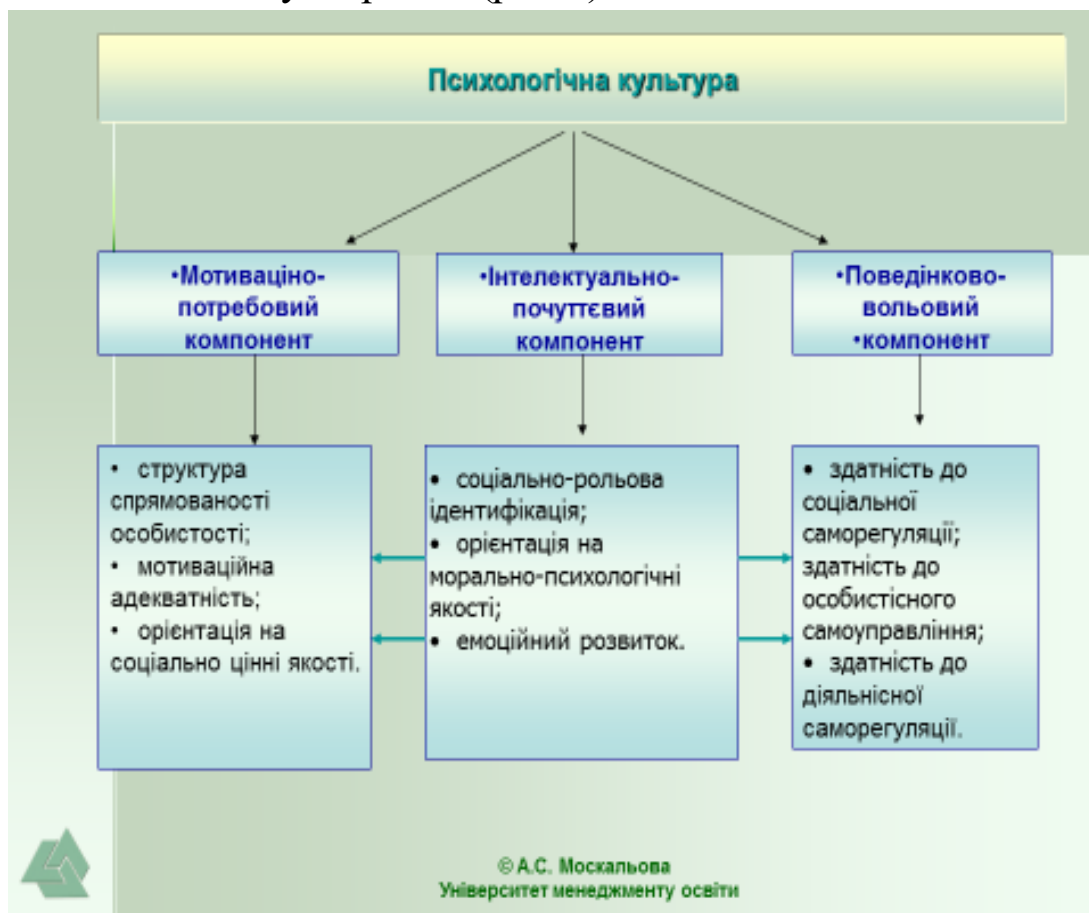 Психологічна культура
•Мотиваціно-
потребовий
компонент
•Інтелектуально-
почуттєвий
компонент
•Поведінково-
вольовий
•компонент
• структура
спрямованості
особистості;
• мотиваційна
адекватність;
• орієнтація на
соціально цінні якості.
• соціально-рольова
ідентифікація;
• орієнтація на
морально-психологічні
якості;
• емоційний розвиток.
• здатність до
соціальної
саморегуляції;
здатність до
особистісного
самоуправління;
• здатність до
діяльнісної
саморегуляції.
© А.С. Москальова
Університет менеджменту освіти